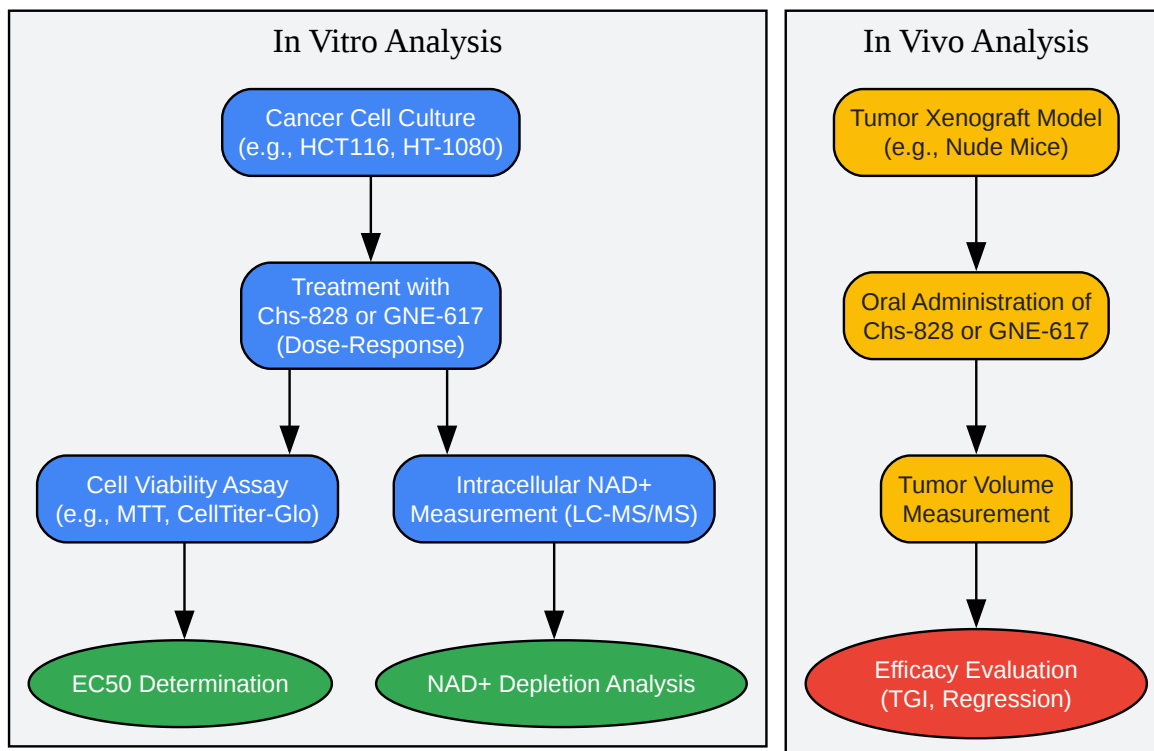 In Vitro Analysis
Cancer Cell Culture
(e.g., HCT116, HT-1080)
Treatment with
Chs-828 or GNE-617
(Dose-Response)
Cell Viability Assay
(e.g., MTT, CellTiter-Glo)
Intracellular NAD+
Measurement (LC-MS/MS)
EC50 Determination
NAD+ Depletion Analysis
In Vivo Analysis
Tumor Xenograft Model
(e.g., Nude Mice)
Oral Administration of
Chs-828 or GNE-617
Tumor Volume
Measurement
Efficacy Evaluation
(TGI, Regression)